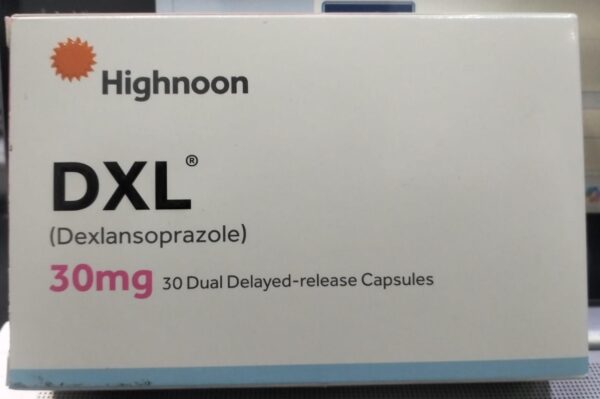 Highnoon
DXL®
(Dexlansoprazole)
30mg 30 Dual Delayed-release Capsules